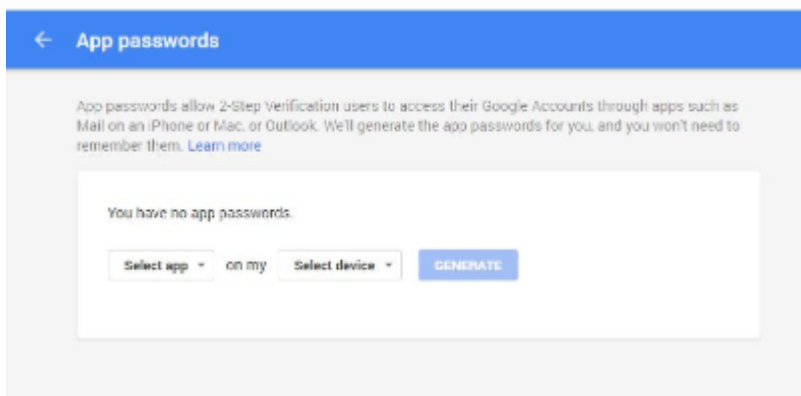 App passwords
App passwords allow 2-Step Verification users to access their Google Accounts through apps such as
Mail on an iPhone or Mac, or Outlook. We'll generate the app passwords for you, and you won't need to
remember them. Learn more
You have no app passwords.
Select app on my Select device GENERATE